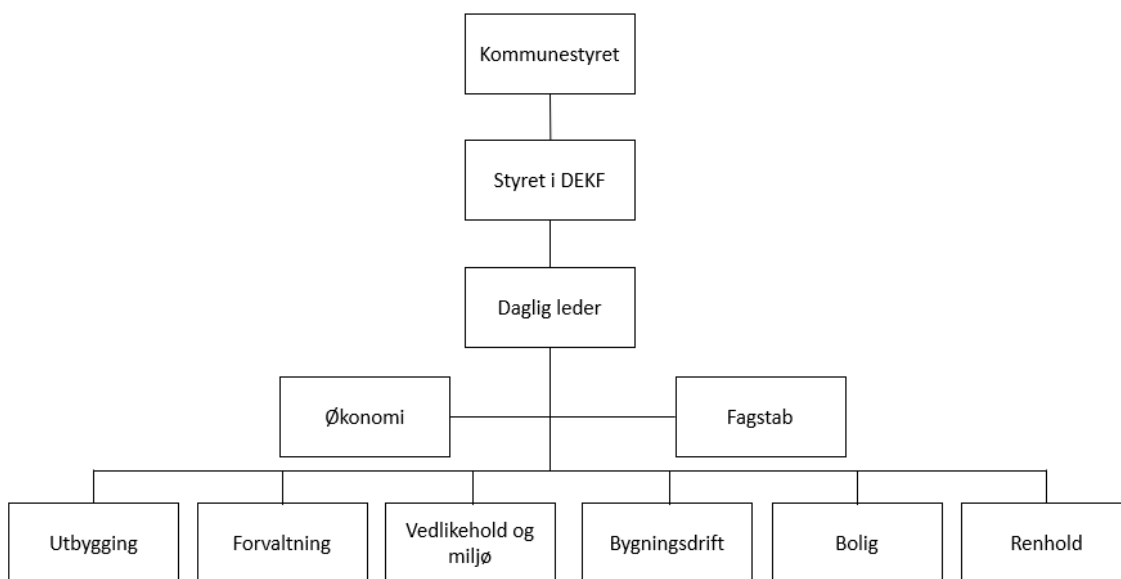 Kommunestyret
Styret i DEKF
Daglig leder
Økonomi
Fagstab
Utbygging
Forvaltning
Vedlikehold og
miljø
Bygningsdrift
Bolig
Renhold